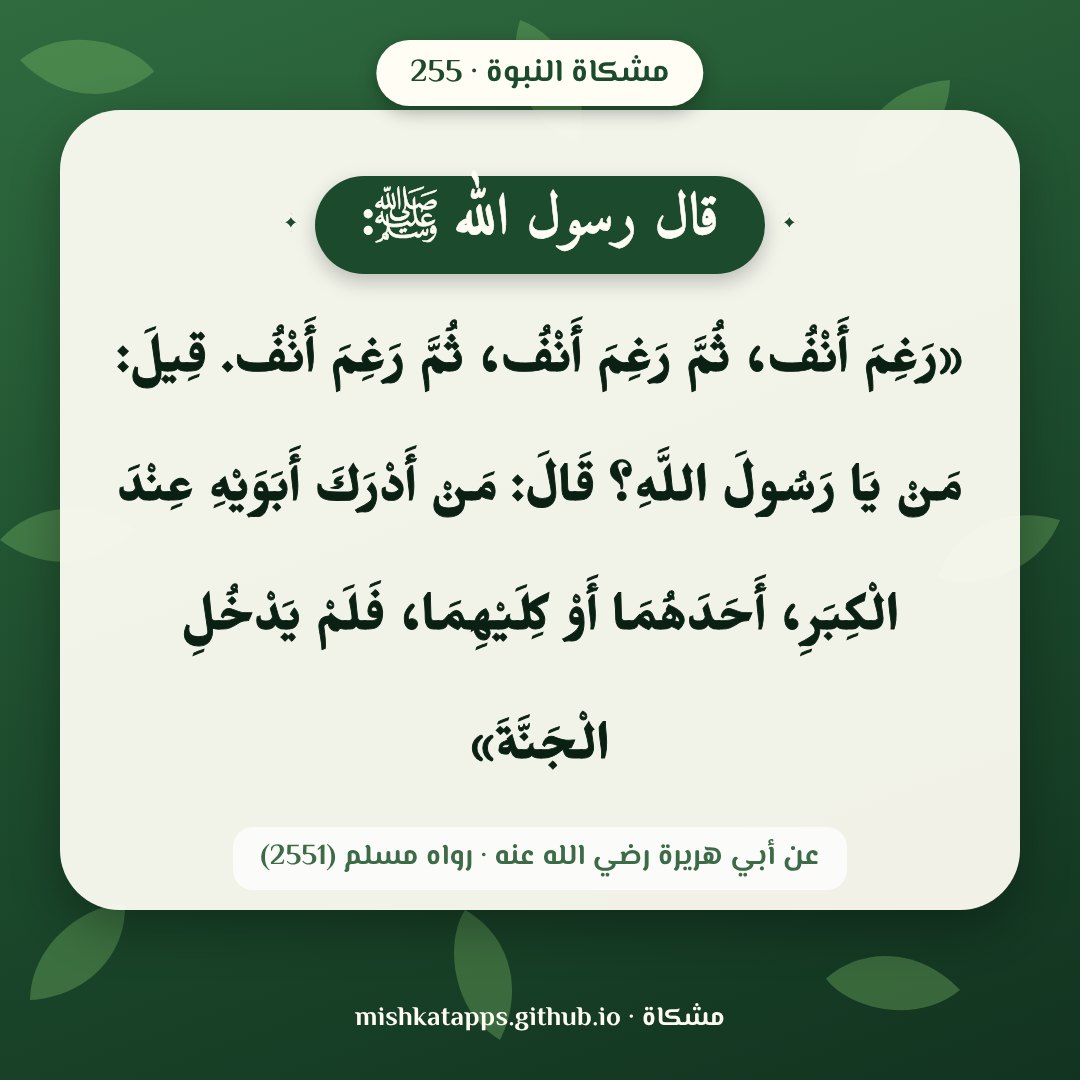 مشكاة النبوة · 255
قال رسول الله ﷺ:
«رَغِمَ أَنْفُ، ثُمَّ رَغِمَ أَنْفُ، ثُمَّ رَغِمَ أَنْفُ. قِيلَ:
مَنْ يَا رَسُولَ اللَّهِ؟ قَالَ: مَنْ أَدْرَكَ أَبَوَيْهِ عِنْدَ
الْكِبَرِ، أَحَدَهُمَا أَوْ كِلَيْهِمَا، فَلَمْ يَدْخُلِ
الْجَنَّةَ»
عن أبي هريرة رضي الله عنه · رواه مسلم (2551)
مشكاة · mishkatapps.github.io